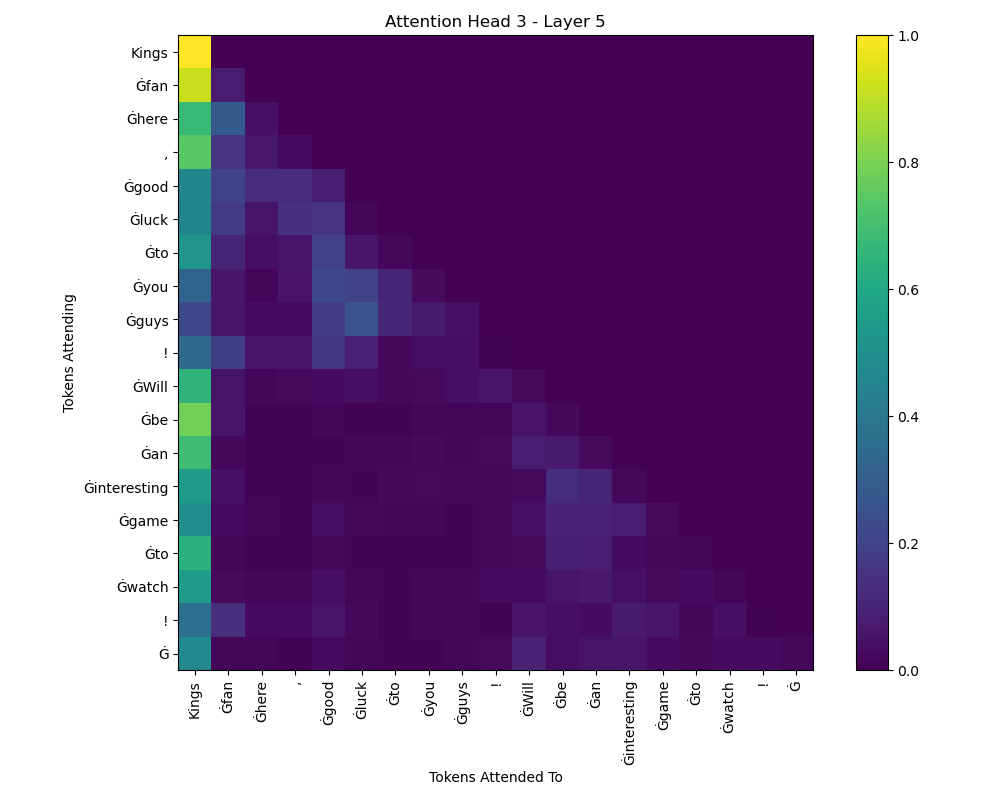 Attention Head 3 - Layer 5
Tokens Attending
Kings
Ġfan
Ġhere
,
Ġgood
Ġluck
Ġto
Ġyou
Ġguys
!
ĠWill
Ġbe
Ġan
Ġinteresting
Ġgame
Ġto
Ġwatch
!
Ġ
Kings
Ġfan
Ġhere
,
Ġgood
Ġluck
Ġto
Ġyou
Ġguys
!
ĠWill
Ġbe
Ġan
Ġinteresting
Ġgame
Ġto
Ġwatch
!
Ġ
Tokens Attended To
1.0
0.8
0.6
0.4
0.2
0.0